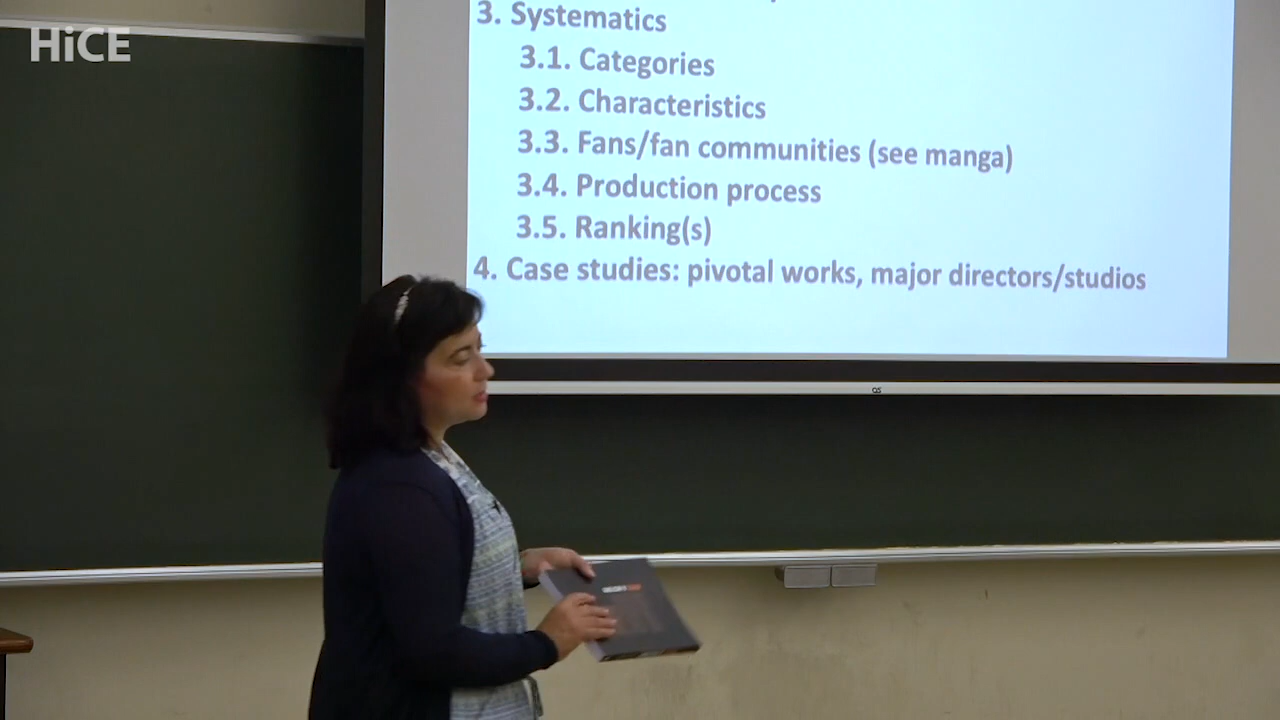 HiCE
3. Systematics
3.1. Categories
3.2. Characteristics
3.3. Fans/fan communities (see manga)
3.4. Production process
3.5. Ranking(s)
4. Case studies: pivotal works, major directors/studios
OS